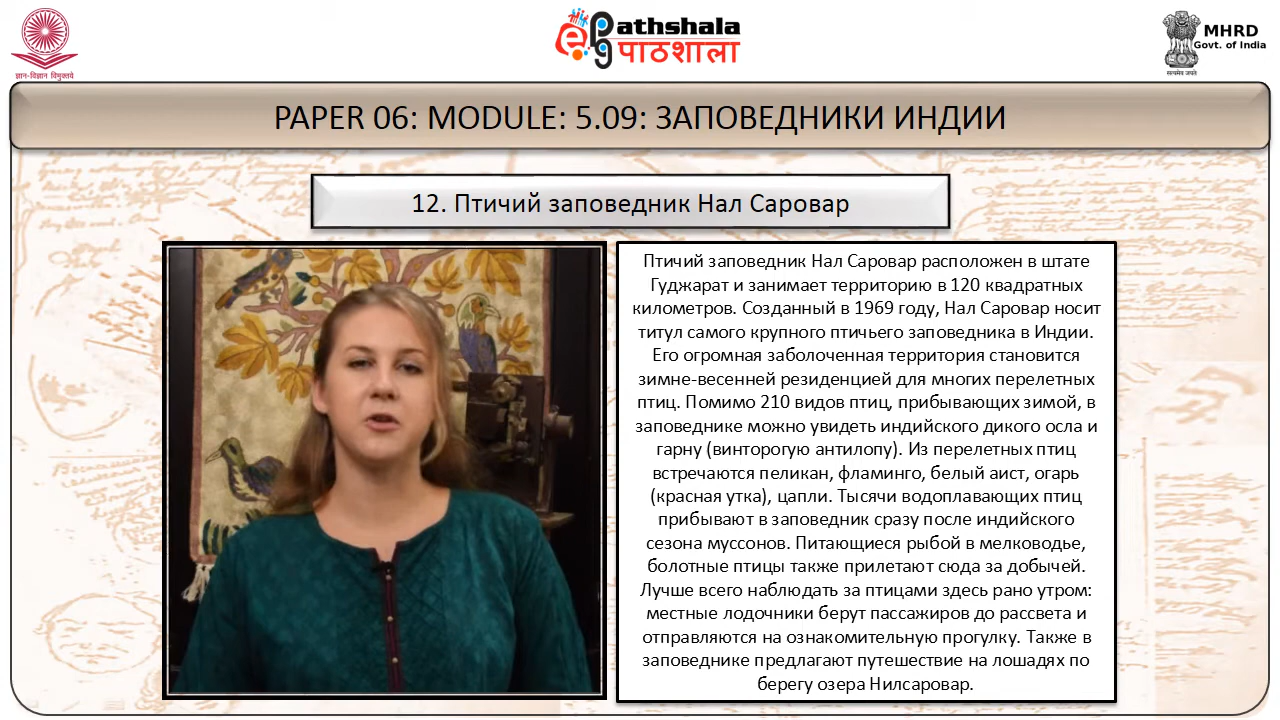 ज्ञान-विज्ञान विमुक्तये
ePathshala
पाठशाला
MHRD
Govt. of India
सत्यमेव जयते
PAPER 06: MODULE: 5.09: ЗАПОВЕДНИКИ ИНДИИ
12. Птичий заповедник Нал Саровар
Птичий заповедник Нал Саровар расположен в штате
Гуджарат и занимает территорию в 120 квадратных
километров. Созданный в 1969 году, Нал Саровар носит
титул самого крупного птичьего заповедника в Индии.
Его огромная заболоченная территория становится
зимне-весенней резиденцией для многих перелетных
птиц. Помимо 210 видов птиц, прибывающих зимой, в
заповеднике можно увидеть индийского дикого осла и
гарну (винторогую антилопу). Из перелетных птиц
встречаются пеликан, фламинго, белый аист, огарь
(красная утка), цапли. Тысячи водоплавающих птиц
прибывают в заповедник сразу после индийского
сезона муссонов. Питающиеся рыбой в мелководье,
болотные птицы также прилетают сюда за добычей.
Лучше всего наблюдать за птицами здесь рано утром:
местные лодочники берут пассажиров до рассвета и
отправляются на ознакомительную прогулку. Также в
заповеднике предлагают путешествие на лошадях по
берегу озера Нилсаровар.